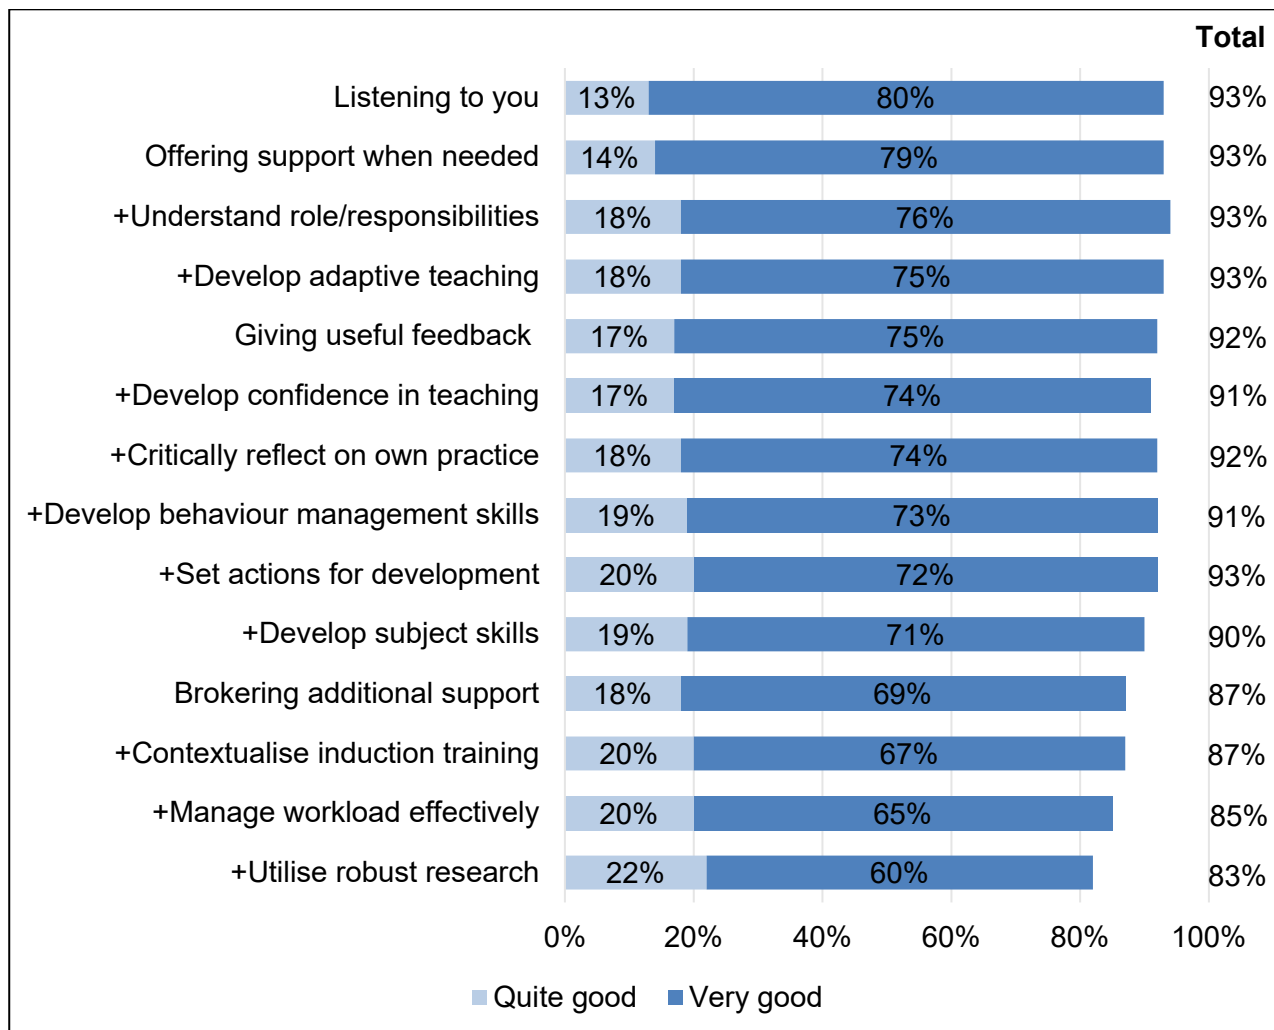 Total
Listening to you 13% 80% 93%
Offering support when needed 14% 79% 93%
+Understand role/responsibilities 18% 76% 93%
+Develop adaptive teaching 18% 75% 93%
Giving useful feedback 17% 75% 92%
+Develop confidence in teaching 17% 74% 91%
+Critically reflect on own practice 18% 74% 92%
+Develop behaviour management skills 19% 73% 91%
+Set actions for development 20% 72% 93%
+Develop subject skills 19% 71% 90%
Brokering additional support 18% 69% 87%
+Contextualise induction training 20% 67% 87%
+Manage workload effectively 20% 65% 85%
+Utilise robust research 22% 60% 83%
0% 20% 40% 60% 80% 100%
Quite good Very good